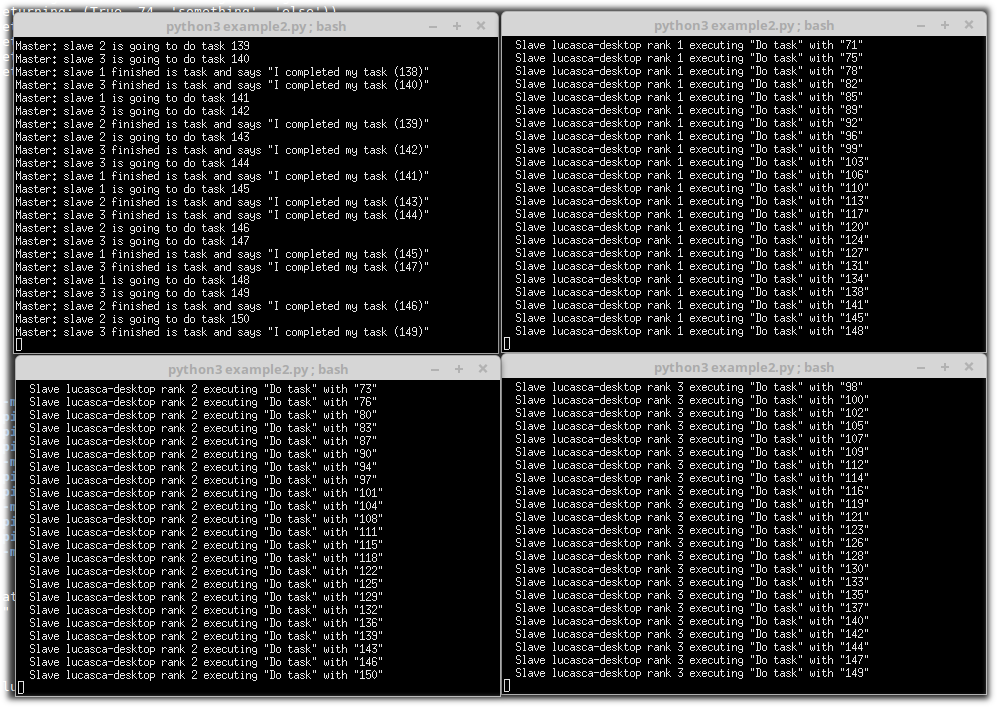 eturning: (True, 74, 'something', 'else'))
python3 example2.py ; bash
Master: slave 2 is going to do task 139
Master: slave 3 is going to do task 140
Master: slave 1 finished is task and says "I completed my task (138)"
Master: slave 3 finished is task and says "I completed my task (140)"
Master: slave 1 is going to do task 141
Master: slave 3 is going to do task 142
Master: slave 2 finished is task and says "I completed my task (139)"
Master: slave 2 is going to do task 143
Master: slave 3 finished is task and says "I completed my task (142)"
Master: slave 3 is going to do task 144
Master: slave 1 finished is task and says "I completed my task (141)"
Master: slave 1 is going to do task 145
Master: slave 2 finished is task and says "I completed my task (143)"
Master: slave 3 finished is task and says "I completed my task (144)"
Master: slave 2 is going to do task 146
Master: slave 3 is going to do task 147
Master: slave 1 finished is task and says "I completed my task (145)"
Master: slave 3 finished is task and says "I completed my task (147)"
Master: slave 1 is going to do task 148
Master: slave 3 is going to do task 149
Master: slave 2 finished is task and says "I completed my task (146)"
Master: slave 2 is going to do task 150
Master: slave 3 finished is task and says "I completed my task (149)"
python3 example2.py ; bash
Slave lucasca-desktop rank 1 executing "Do task" with "71"
Slave lucasca-desktop rank 1 executing "Do task" with "75"
Slave lucasca-desktop rank 1 executing "Do task" with "78"
Slave lucasca-desktop rank 1 executing "Do task" with "82"
Slave lucasca-desktop rank 1 executing "Do task" with "85"
Slave lucasca-desktop rank 1 executing "Do task" with "89"
Slave lucasca-desktop rank 1 executing "Do task" with "92"
Slave lucasca-desktop rank 1 executing "Do task" with "96"
Slave lucasca-desktop rank 1 executing "Do task" with "99"
Slave lucasca-desktop rank 1 executing "Do task" with "103"
Slave lucasca-desktop rank 1 executing "Do task" with "106"
Slave lucasca-desktop rank 1 executing "Do task" with "110"
Slave lucasca-desktop rank 1 executing "Do task" with "113"
Slave lucasca-desktop rank 1 executing "Do task" with "117"
Slave lucasca-desktop rank 1 executing "Do task" with "120"
Slave lucasca-desktop rank 1 executing "Do task" with "124"
Slave lucasca-desktop rank 1 executing "Do task" with "127"
Slave lucasca-desktop rank 1 executing "Do task" with "131"
Slave lucasca-desktop rank 1 executing "Do task" with "134"
Slave lucasca-desktop rank 1 executing "Do task" with "138"
Slave lucasca-desktop rank 1 executing "Do task" with "141"
Slave lucasca-desktop rank 1 executing "Do task" with "145"
Slave lucasca-desktop rank 1 executing "Do task" with "148"
python3 example2.py ; bash
Slave lucasca-desktop rank 2 executing "Do task" with "73"
Slave lucasca-desktop rank 2 executing "Do task" with "76"
Slave lucasca-desktop rank 2 executing "Do task" with "80"
Slave lucasca-desktop rank 2 executing "Do task" with "83"
Slave lucasca-desktop rank 2 executing "Do task" with "87"
Slave lucasca-desktop rank 2 executing "Do task" with "90"
Slave lucasca-desktop rank 2 executing "Do task" with "94"
Slave lucasca-desktop rank 2 executing "Do task" with "97"
Slave lucasca-desktop rank 2 executing "Do task" with "101"
Slave lucasca-desktop rank 2 executing "Do task" with "104"
Slave lucasca-desktop rank 2 executing "Do task" with "108"
Slave lucasca-desktop rank 2 executing "Do task" with "111"
Slave lucasca-desktop rank 2 executing "Do task" with "115"
Slave lucasca-desktop rank 2 executing "Do task" with "118"
Slave lucasca-desktop rank 2 executing "Do task" with "122"
Slave lucasca-desktop rank 2 executing "Do task" with "125"
Slave lucasca-desktop rank 2 executing "Do task" with "129"
Slave lucasca-desktop rank 2 executing "Do task" with "132"
Slave lucasca-desktop rank 2 executing "Do task" with "136"
Slave lucasca-desktop rank 2 executing "Do task" with "139"
Slave lucasca-desktop rank 2 executing "Do task" with "143"
Slave lucasca-desktop rank 2 executing "Do task" with "146"
Slave lucasca-desktop rank 2 executing "Do task" with "150"
python3 example2.py ; bash
Slave lucasca-desktop rank 3 executing "Do task" with "98"
Slave lucasca-desktop rank 3 executing "Do task" with "100"
Slave lucasca-desktop rank 3 executing "Do task" with "102"
Slave lucasca-desktop rank 3 executing "Do task" with "105"
Slave lucasca-desktop rank 3 executing "Do task" with "107"
Slave lucasca-desktop rank 3 executing "Do task" with "109"
Slave lucasca-desktop rank 3 executing "Do task" with "112"
Slave lucasca-desktop rank 3 executing "Do task" with "114"
Slave lucasca-desktop rank 3 executing "Do task" with "116"
Slave lucasca-desktop rank 3 executing "Do task" with "119"
Slave lucasca-desktop rank 3 executing "Do task" with "121"
Slave lucasca-desktop rank 3 executing "Do task" with "123"
Slave lucasca-desktop rank 3 executing "Do task" with "126"
Slave lucasca-desktop rank 3 executing "Do task" with "128"
Slave lucasca-desktop rank 3 executing "Do task" with "130"
Slave lucasca-desktop rank 3 executing "Do task" with "133"
Slave lucasca-desktop rank 3 executing "Do task" with "135"
Slave lucasca-desktop rank 3 executing "Do task" with "137"
Slave lucasca-desktop rank 3 executing "Do task" with "140"
Slave lucasca-desktop rank 3 executing "Do task" with "142"
Slave lucasca-desktop rank 3 executing "Do task" with "144"
Slave lucasca-desktop rank 3 executing "Do task" with "147"
Slave lucasca-desktop rank 3 executing "Do task" with "149"